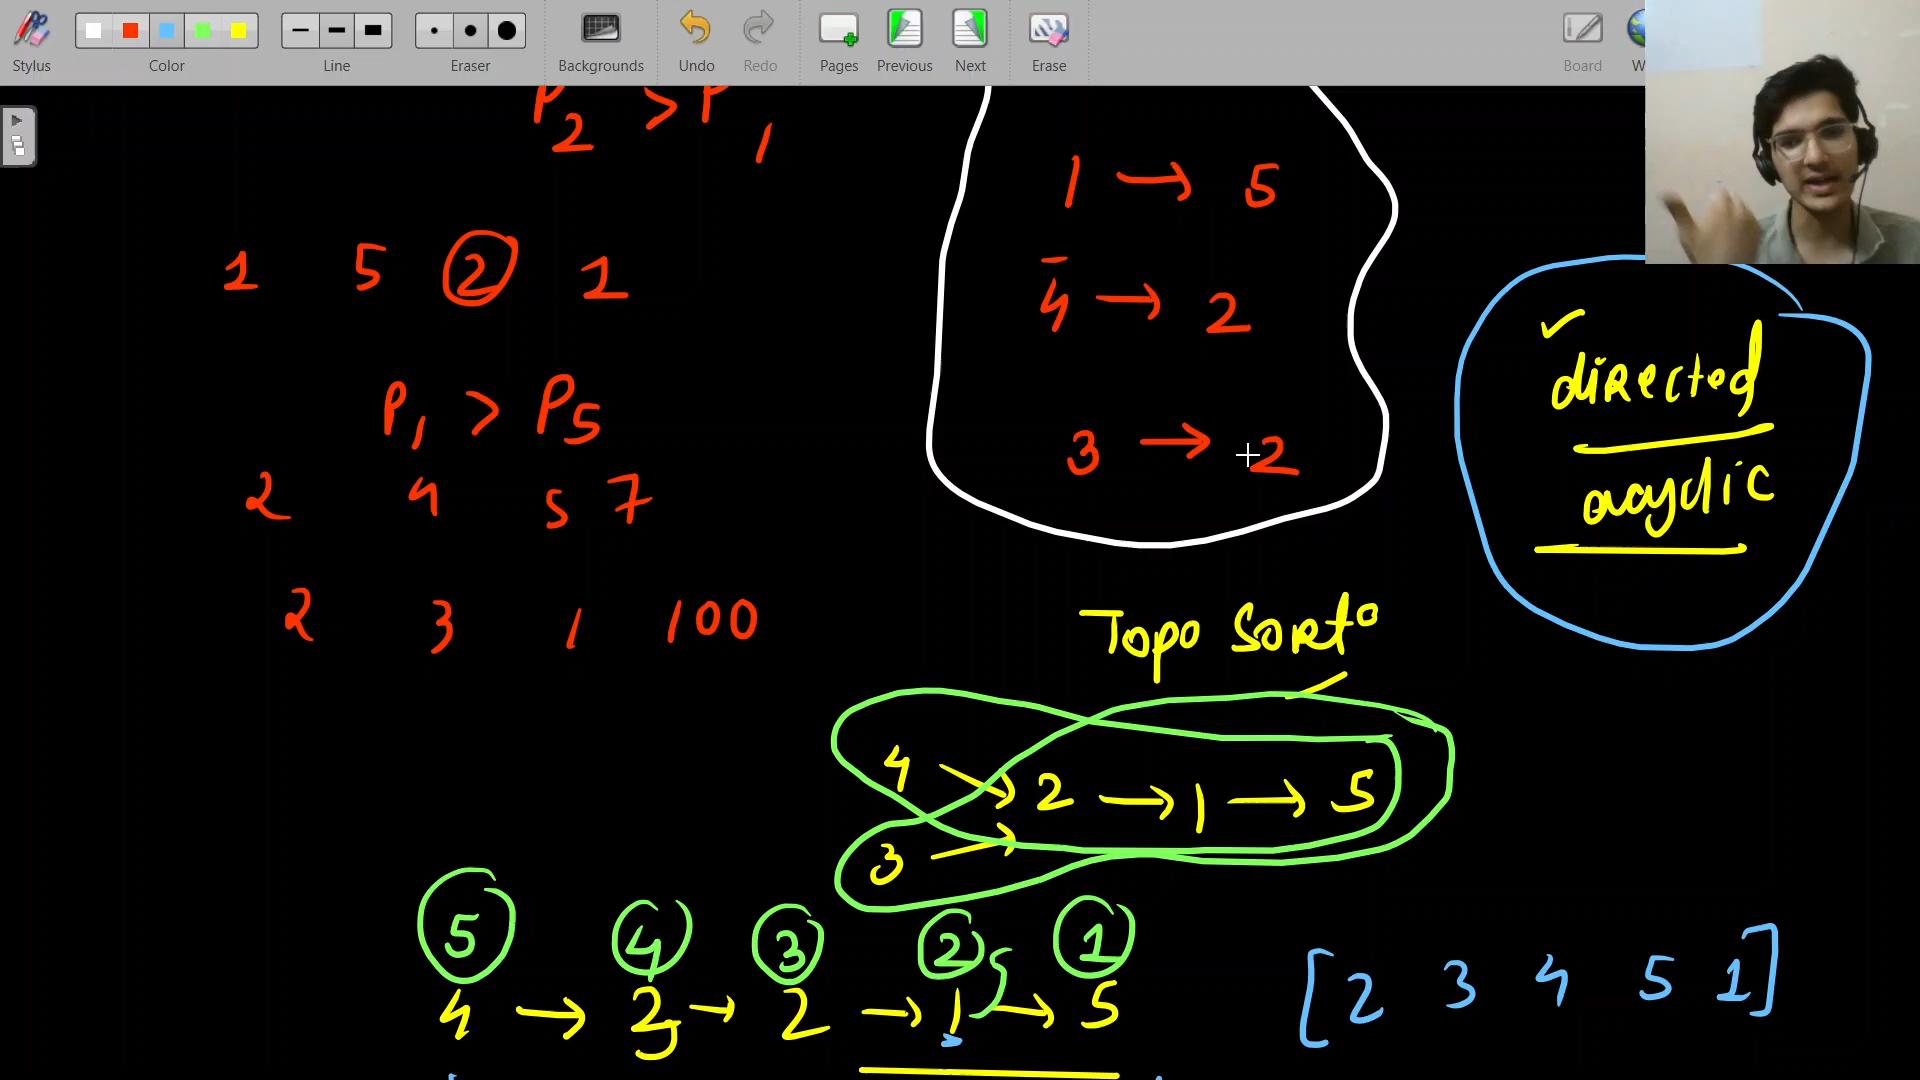 Stylus Color Line Eraser Backgrounds Undo Redo Pages Previous Next Erase Board W
P2 > P1
1 → 5
1 5 2 1
4 → 2
P1 > P5
3 → 2
directed
acyclic
2 4 5 7
2 3 1 100
Topo Sort
4 → 2 → 1 → 5
3 →
5 4 3 2 1
4 → 3 → 2 → 1 → 5
[2 3 4 5 1]